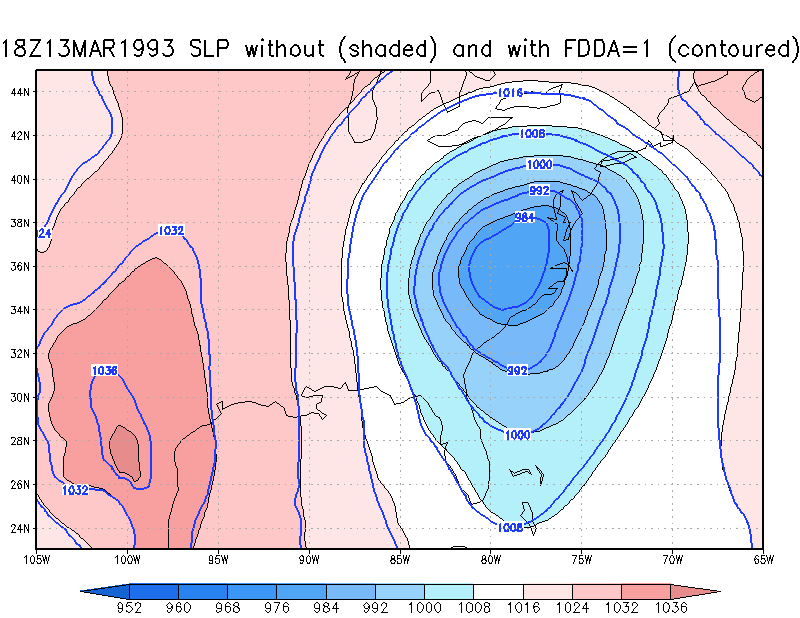 18Z13MAR1993 SLP without (shaded) and with FDDA=1 (contoured)
44N 1016
42N 1008
40N 1000
992
38N 24 1032 984
36N
34N
32N 1036 992
30N
28N 1000
26N 1032
24N 1008
105W 100W 95W 90W 85W 80W 75W 70W 65W
952 960 968 976 984 992 1000 1008 1016 1024 1032 1036